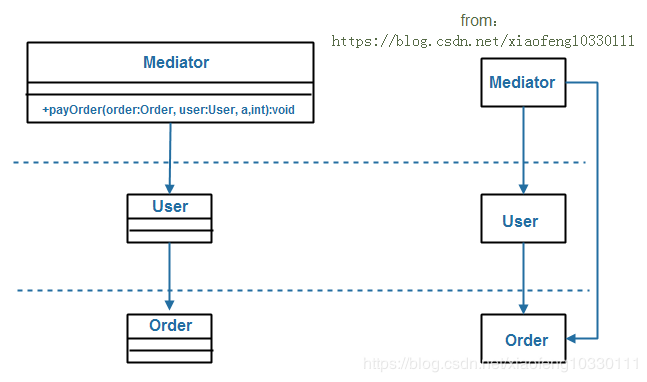 from:
https://blog.csdn.net/xiaofeng10330111
Mediator
+payOrder(order:Order, user:User, a,int):void
Mediator
User
User
Order
Order
https://blog.csdn.net/xiaofeng10330111